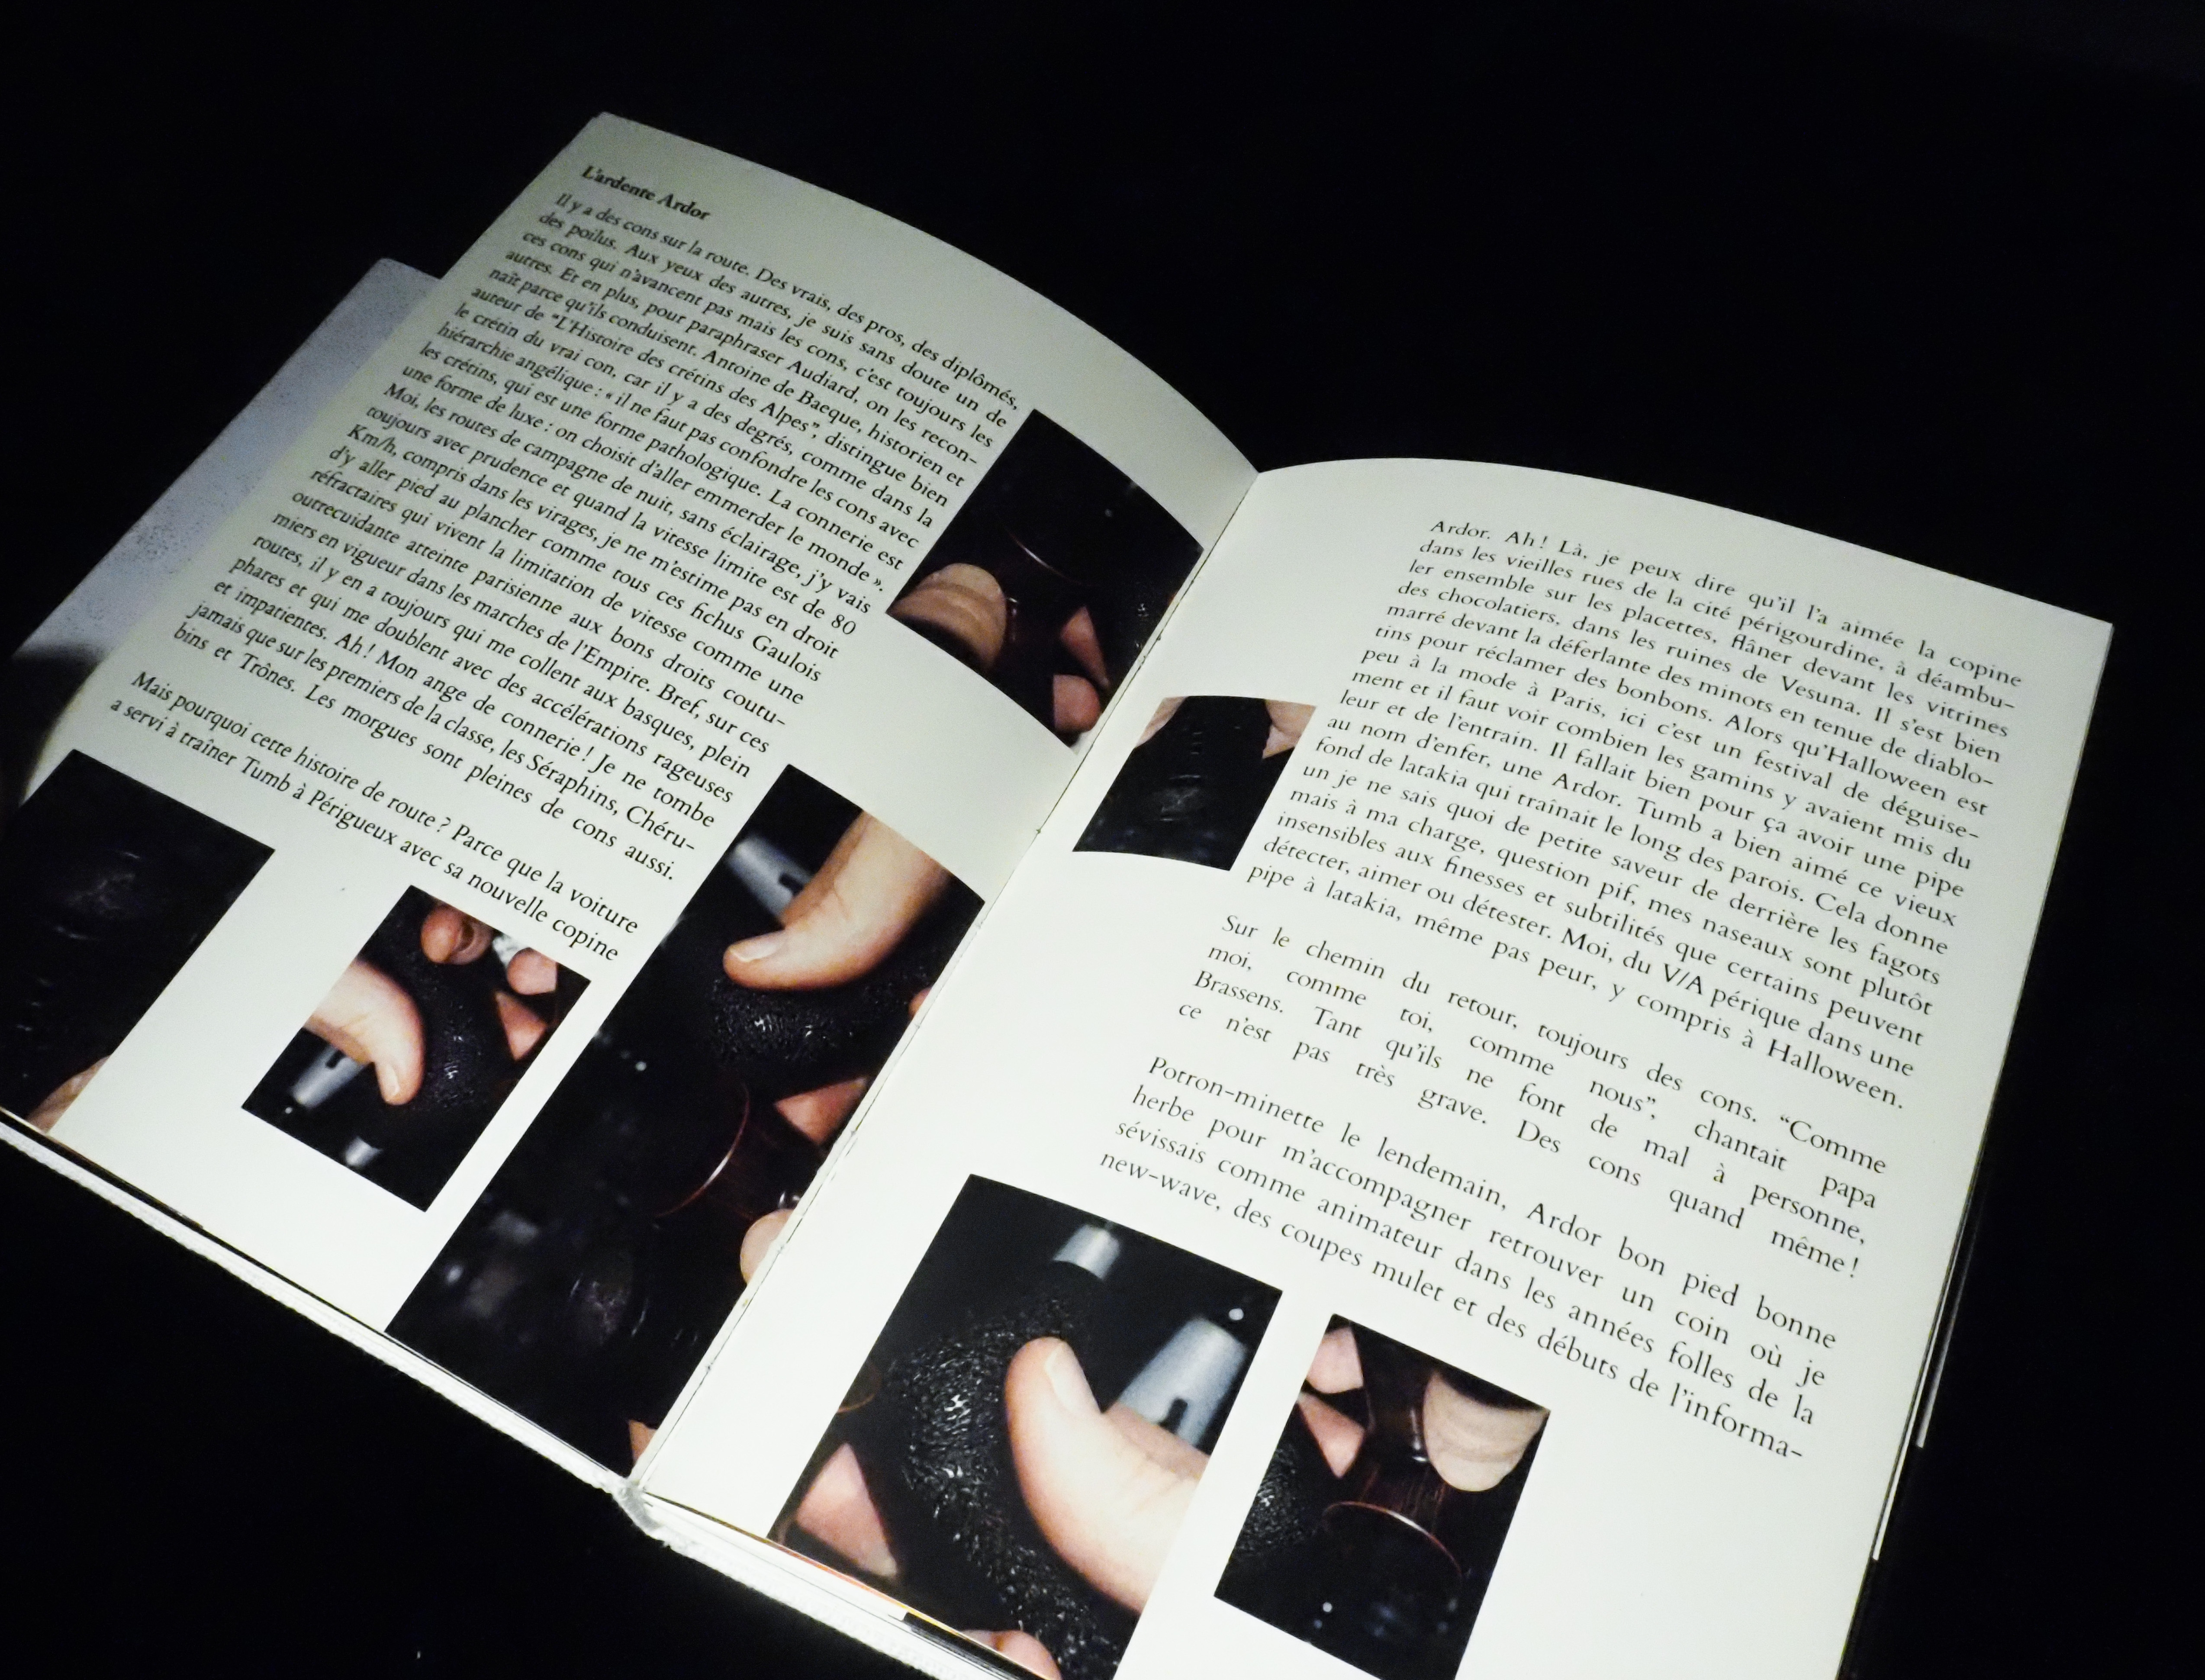 L'ardente Ardor
Il y a des cons sur la route. Des vrais, des pros, des diplômés,
des poilus. Aux yeux des autres, je suis sans doute un de
ces cons qui n'avancent pas mais les cons, c'est toujours les
autres. Et en plus, pour paraphraser Audiard, on les recon-
naît parce qu'ils conduisent. Antoine de Baecque, historien et
auteur de "L'Histoire des crétins des Alpes", distingue bien
le crétin du vrai con, car il y a des degrés, comme dans la
hiérarchie angélique : « il ne faut pas confondre les cons avec
les crétins, qui est une forme pathologique. La connerie est
une forme de luxe : on choisit d'aller emmerder le monde ».
Moi, les routes de campagne de nuit, sans éclairage, j'y vais
toujours avec prudence et quand la vitesse limite est de 80
Km/h, compris dans les virages, je ne m'estime pas en droit
d'y aller pied au plancher comme tous ces fichus Gaulois
réfractaires qui vivent la limitation de vitesse comme une
outrecuidante atteinte parisienne aux bons droits coutu-
miers en vigueur dans les marches de l'Empire. Bref, sur ces
routes, il y en a toujours qui me collent aux basques, plein
phares et qui me doublent avec des accélérations rageuses
et impatientes. Ah ! Mon ange de connerie ! Je ne tombe
jamais que sur les premiers de la classe, les Séraphins, Chéru-
bins et Trônes. Les morgues sont pleines de cons aussi.
Mais pourquoi cette histoire de route ? Parce que la voiture
a servi à traîner Tumb à Périgueux avec sa nouvelle copine
Ardor. Ah ! Là, je peux dire qu'il l'a aimée la copine
dans les vieilles rues de la cité périgourdine, à déambu-
ler ensemble sur les placettes, flâner devant les vitrines
des chocolatiers, dans les ruines de Vesuna. Il s'est bien
marré devant la déferlante des minots en tenue de diablo-
tins pour réclamer des bonbons. Alors qu'Halloween est
peu à la mode à Paris, ici c'est un festival de déguise-
ment et il faut voir combien les gamins y avaient mis du
leur et de l'entrain. Il fallait bien pour ça avoir une pipe
au nom d'enfer, une Ardor. Tumb a bien aimé ce vieux
fond de latakia qui traînait le long des parois. Cela donne
un je ne sais quoi de petite saveur de derrière les fagots
mais à ma charge, question pif, mes naseaux sont plutôt
insensibles aux finesses et subtilités que certains peuvent
détecter, aimer ou détester. Moi, du V/A périque dans une
pipe à latakia, même pas peur, y compris à Halloween.
Sur le chemin du retour, toujours des cons. "Comme
moi, comme toi, comme nous", chantait papa
Brassens. Tant qu'ils ne font de mal à personne,
ce n'est pas très grave. Des cons quand même !
Potron-minette le lendemain, Ardor bon pied bonne
herbe pour m'accompagner retrouver un coin où je
sévissais comme animateur dans les années folles de la
new-wave, des coupes mulet et des débuts de l'informa-